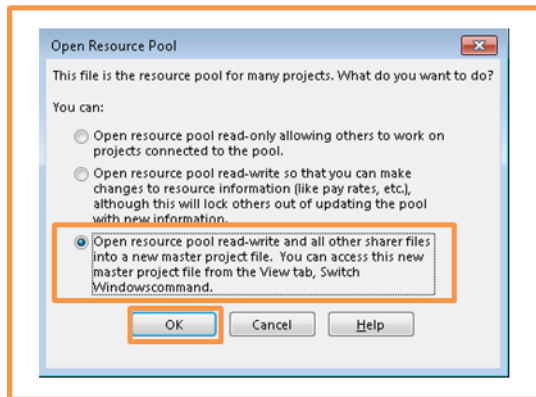 Open Resource Pool
This file is the resource pool for many projects. What do you want to do?
You can:
Open resource pool read-only allowing others to work on
projects connected to the pool.
Open resource pool read-write so that you can make
changes to resource information (like pay rates, etc.),
although this will lock others out of updating the pool
with new information.
Open resource pool read-write and all other sharer files
into a new master project file. You can access this new
master project file from the View tab, Switch
Windowscommand.
OK Cancel Help